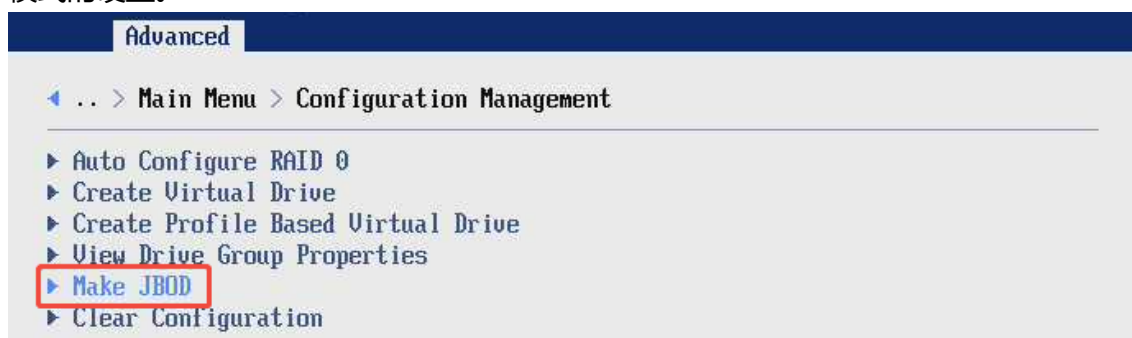 Advanced
◀ .. > Main Menu > Configuration Management
▶ Auto Configure RAID 0
▶ Create Virtual Drive
▶ Create Profile Based Virtual Drive
▶ View Drive Group Properties
▶ Make JBOD
▶ Clear Configuration